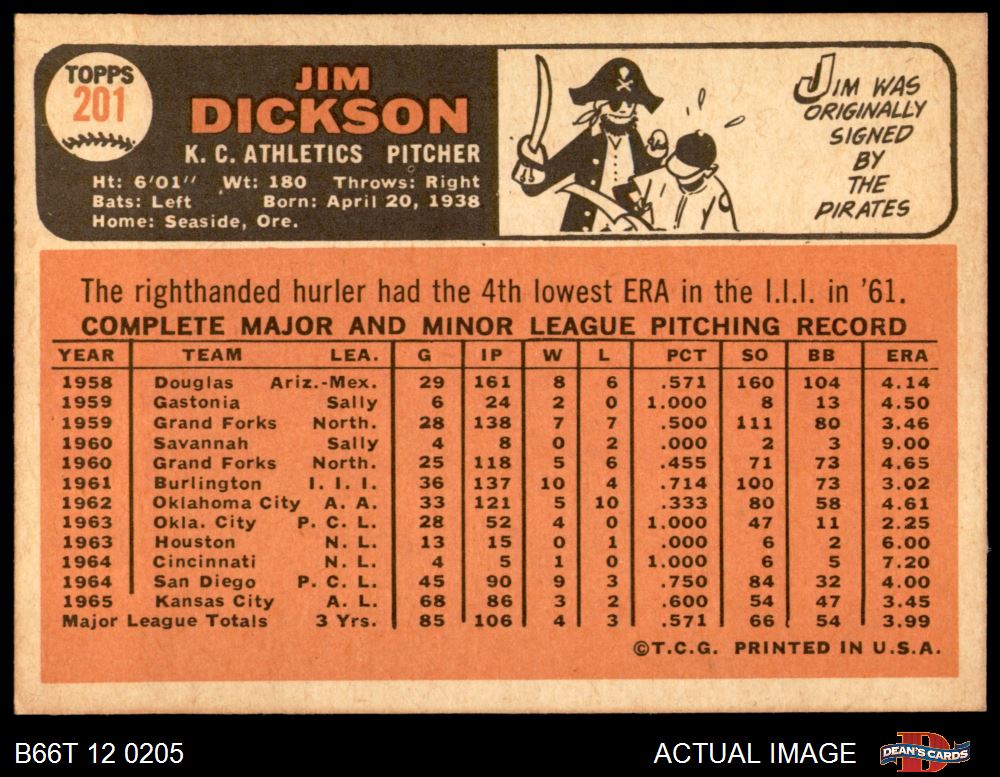 TOPPS
201
JIM
DICKSON
K. C. ATHLETICS PITCHER
Ht: 6'01'' Wt: 180 Throws: Right
Bats: Left Born: April 20, 1938
Home: Seaside, Ore.
JIM WAS
ORIGINALLY
SIGNED
BY
THE
PIRATES
The righthanded hurler had the 4th lowest ERA in the I.I.I. in '61.
COMPLETE MAJOR AND MINOR LEAGUE PITCHING RECORD
YEAR TEAM LEA. G IP W L PCT SO BB ERA
1958 Douglas Ariz.-Mex. 29 161 8 6 .571 160 104 4.14
1959 Gastonia Sally 6 24 2 0 1.000 8 13 4.50
1959 Grand Forks North. 28 138 7 7 .500 111 80 3.46
1960 Savannah Sally 4 8 0 2 .000 2 3 9.00
1960 Grand Forks North. 25 118 5 6 .455 71 73 4.65
1961 Burlington I. I. I. 36 137 10 4 .714 100 73 3.02
1962 Oklahoma City A. A. 33 121 5 10 .333 80 58 4.61
1963 Okla. City P. C. L. 28 52 4 0 1.000 47 11 2.25
1963 Houston N. L. 13 15 0 1 .000 6 2 6.00
1964 Cincinnati N. L. 4 5 1 0 1.000 6 5 7.20
1964 San Diego P. C. L. 45 90 9 3 .750 84 32 4.00
1965 Kansas City A. L. 68 86 3 2 .600 54 47 3.45
Major League Totals 3 Yrs. 85 106 4 3 .571 66 54 3.99
©T.C.G. PRINTED IN U.S.A.
B66T 12 0205
ACTUAL IMAGE
DEAN'S CARDS